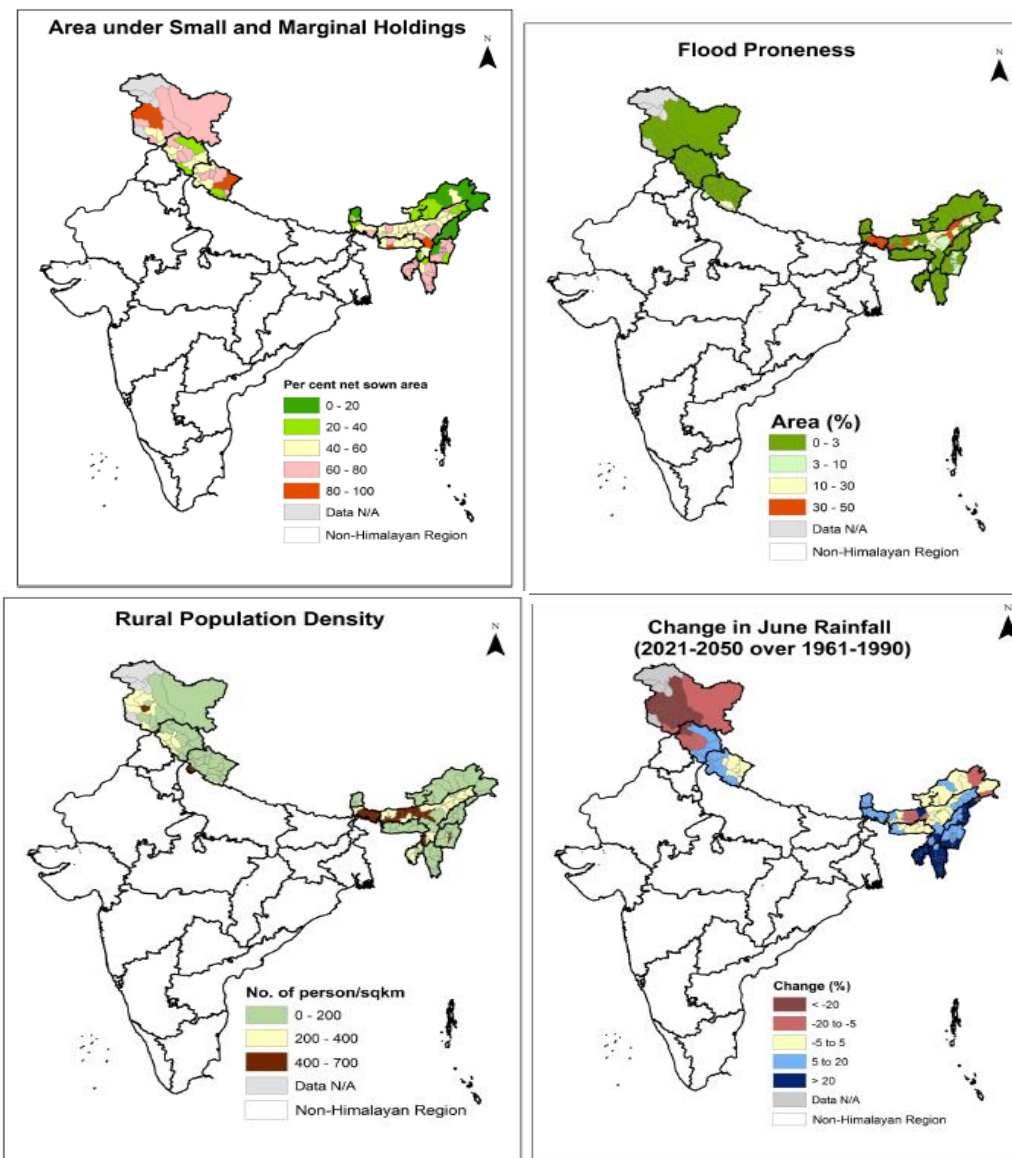 Area under Small and Marginal Holdings
N
Per cent net sown area
0 - 20
20 - 40
40 - 60
60 - 80
80 - 100
Data N/A
Non-Himalayan Region
Flood Proneness
N
Area (%)
0 - 3
3 - 10
10 - 30
30 - 50
Data N/A
Non-Himalayan Region
Rural Population Density
N
No. of person/sqkm
0 - 200
200 - 400
400 - 700
Data N/A
Non-Himalayan Region
Change in June Rainfall
(2021-2050 over 1961-1990)
N
Change (%)
< -20
-20 to -5
-5 to 5
5 to 20
> 20
Data N/A
Non-Himalayan Region